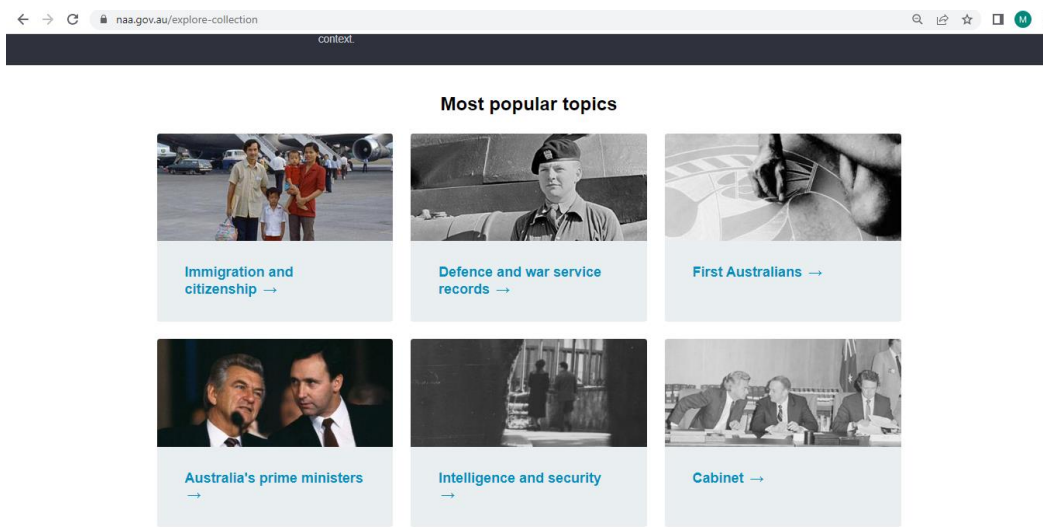 naa.gov.au/explore-collection
M
context.
Most popular topics
Immigration and
citizenship →
Defence and war service
records →
First Australians →
Australia's prime ministers
→
Intelligence and security
→
Cabinet →